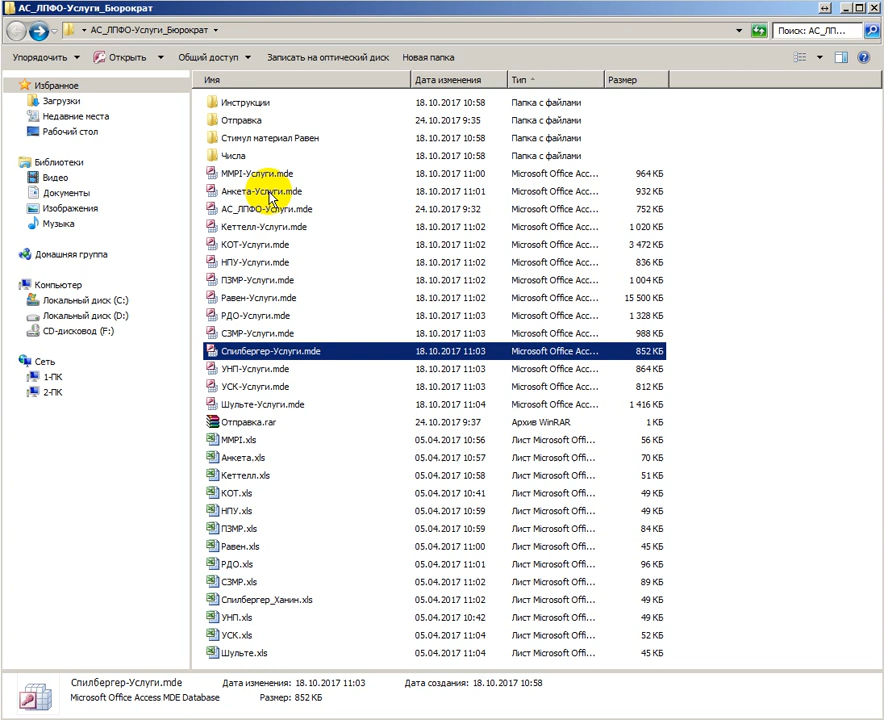 АС_ЛПФО-Услуги_Бюрократ
АС_ЛПФО-Услуги_Бюрократ
Поиск: АС_ЛП...
Упорядочить Открыть Общий доступ Записать на оптический диск Новая папка
Избранное
Загрузки
Недавние места
Рабочий стол
Библиотеки
Видео
Документы
Изображения
Музыка
Домашняя группа
Компьютер
Локальный диск (C:)
Локальный диск (D:)
CD-дисковод (F:)
Сеть
1-ПК
2-ПК
Имя Дата изменения Тип Размер
Инструкции 18.10.2017 10:58 Папка с файлами
Отправка 24.10.2017 9:35 Папка с файлами
Стимул материал Равен 18.10.2017 10:58 Папка с файлами
Числа 18.10.2017 10:58 Папка с файлами
MMPI-Услуги.mde 18.10.2017 11:00 Microsoft Office Acc... 964 КБ
Анкета-Услуги.mde 18.10.2017 11:01 Microsoft Office Acc... 932 КБ
АС_ЛПФО-Услуги.mde 24.10.2017 9:32 Microsoft Office Acc... 752 КБ
Кеттелл-Услуги.mde 18.10.2017 11:02 Microsoft Office Acc... 1 020 КБ
КОТ-Услуги.mde 18.10.2017 11:02 Microsoft Office Acc... 3 472 КБ
НПУ-Услуги.mde 18.10.2017 11:02 Microsoft Office Acc... 836 КБ
ПЗМР-Услуги.mde 18.10.2017 11:02 Microsoft Office Acc... 1 004 КБ
Равен-Услуги.mde 18.10.2017 11:02 Microsoft Office Acc... 15 500 КБ
РДО-Услуги.mde 18.10.2017 11:03 Microsoft Office Acc... 1 328 КБ
СЗМР-Услуги.mde 18.10.2017 11:03 Microsoft Office Acc... 988 КБ
Спилбергер-Услуги.mde 18.10.2017 11:03 Microsoft Office Acc... 852 КБ
УНП-Услуги.mde 18.10.2017 11:03 Microsoft Office Acc... 864 КБ
УСК-Услуги.mde 18.10.2017 11:03 Microsoft Office Acc... 812 КБ
Шульте-Услуги.mde 18.10.2017 11:04 Microsoft Office Acc... 1 416 КБ
Отправка.rar 24.10.2017 9:37 Архив WinRAR 1 КБ
MMPI.xls 05.04.2017 10:56 Лист Microsoft Offi... 56 КБ
Анкета.xls 05.04.2017 10:57 Лист Microsoft Offi... 70 КБ
Кеттелл.xls 05.04.2017 10:58 Лист Microsoft Offi... 51 КБ
КОТ.xls 05.04.2017 10:41 Лист Microsoft Offi... 49 КБ
НПУ.xls 05.04.2017 10:59 Лист Microsoft Offi... 49 КБ
ПЗМР.xls 05.04.2017 10:59 Лист Microsoft Offi... 84 КБ
Равен.xls 05.04.2017 11:00 Лист Microsoft Offi... 46 КБ
РДО.xls 05.04.2017 11:01 Лист Microsoft Offi... 96 КБ
СЗМР.xls 05.04.2017 11:02 Лист Microsoft Offi... 89 КБ
Спилбергер_Ханин.xls 05.04.2017 11:02 Лист Microsoft Offi... 49 КБ
УНП.xls 05.04.2017 10:42 Лист Microsoft Offi... 49 КБ
УСК.xls 05.04.2017 11:04 Лист Microsoft Offi... 52 КБ
Шульте.xls 05.04.2017 11:04 Лист Microsoft Offi... 45 КБ
Спилбергер-Услуги.mde Дата изменения: 18.10.2017 11:03 Дата создания: 18.10.2017 10:58
Microsoft Office Access MDE Database Размер: 852 КБ